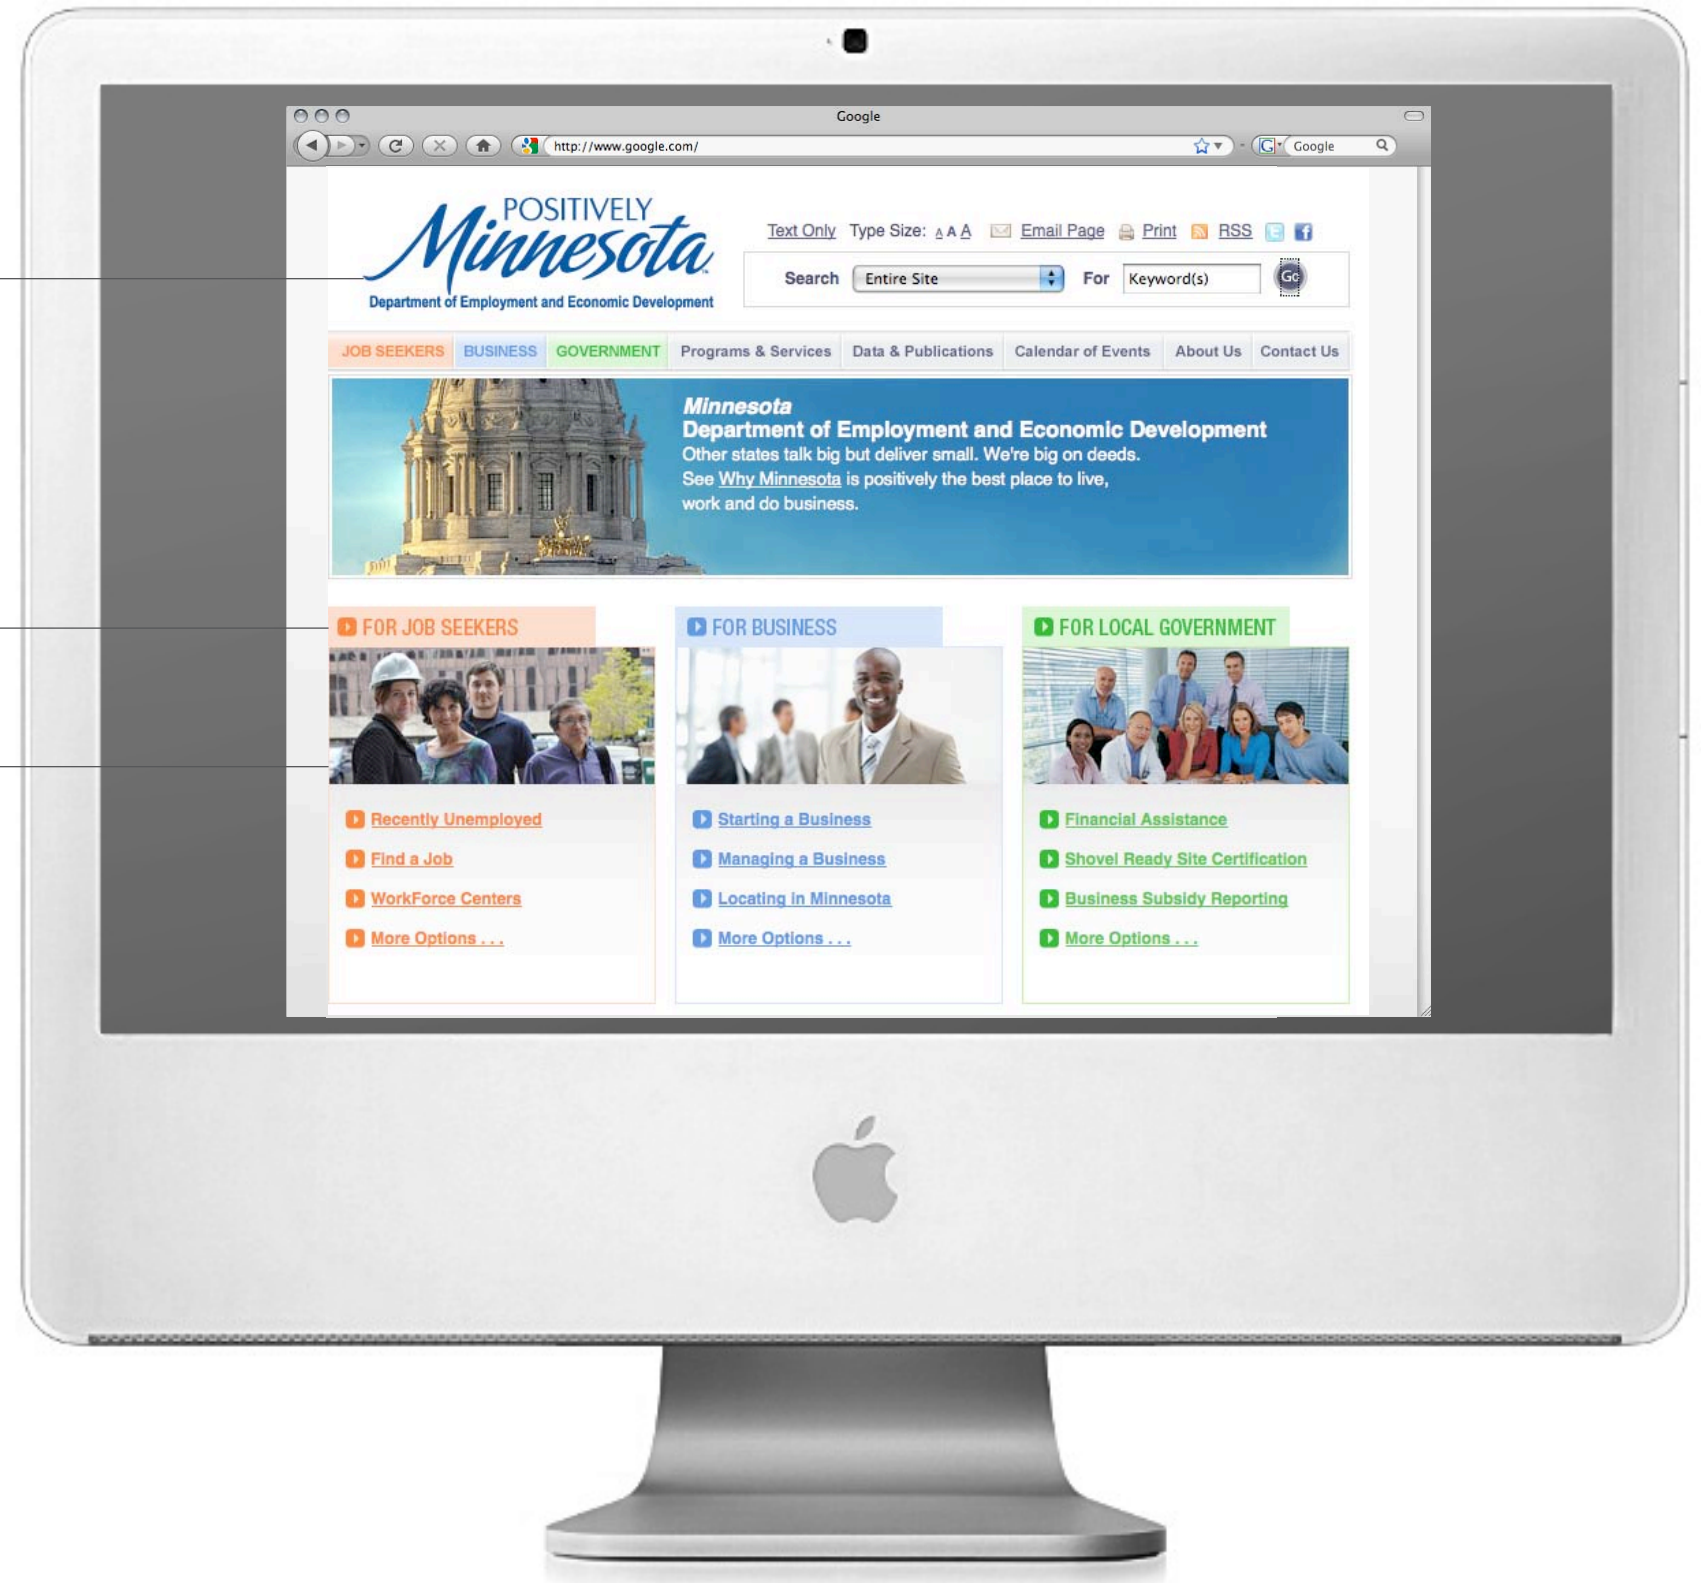 Google
http://www.google.com/
Google
POSITIVELY
Minnesota
Department of Employment and Economic Development
Text Only Type Size: A A A Email Page Print RSS
Search Entire Site For Keyword(s) Go
JOB SEEKERS BUSINESS GOVERNMENT Programs & Services Data & Publications Calendar of Events About Us Contact Us
Minnesota
Department of Employment and Economic Development
Other states talk big but deliver small. We're big on deeds.
See Why Minnesota is positively the best place to live,
work and do business.
FOR JOB SEEKERS
Recently Unemployed
Find a Job
WorkForce Centers
More Options . . .
FOR BUSINESS
Starting a Business
Managing a Business
Locating in Minnesota
More Options . . .
FOR LOCAL GOVERNMENT
Financial Assistance
Shovel Ready Site Certification
Business Subsidy Reporting
More Options . . .